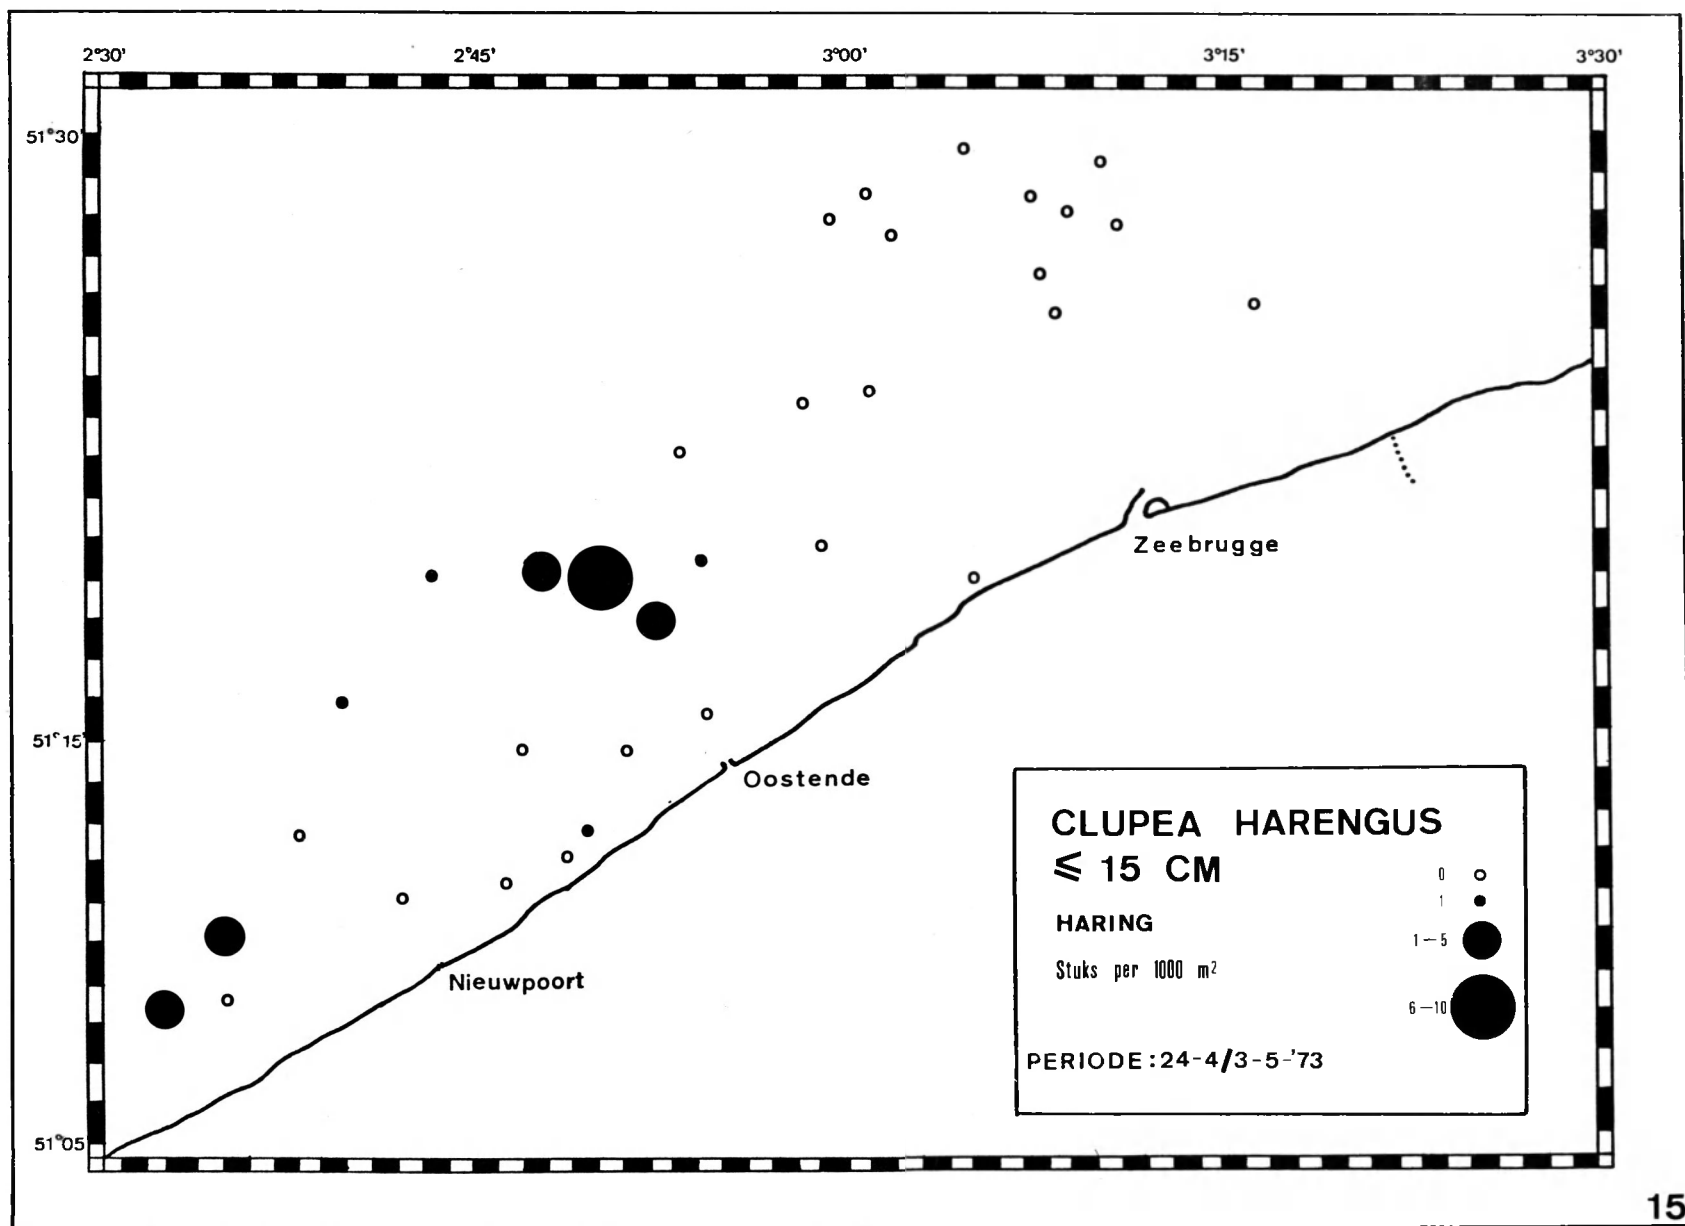 2°30' 2°45' 3°00' 3°15' 3°30'
51°30'
Zeebrugge
51°15'
Oostende
CLUPEA HARENGUS
≤ 15 CM
0
1
HARING
1-5
Stuks per 1000 m²
6-10
Nieuwpoort
PERIODE:24-4/3-5-'73
51°05'
15